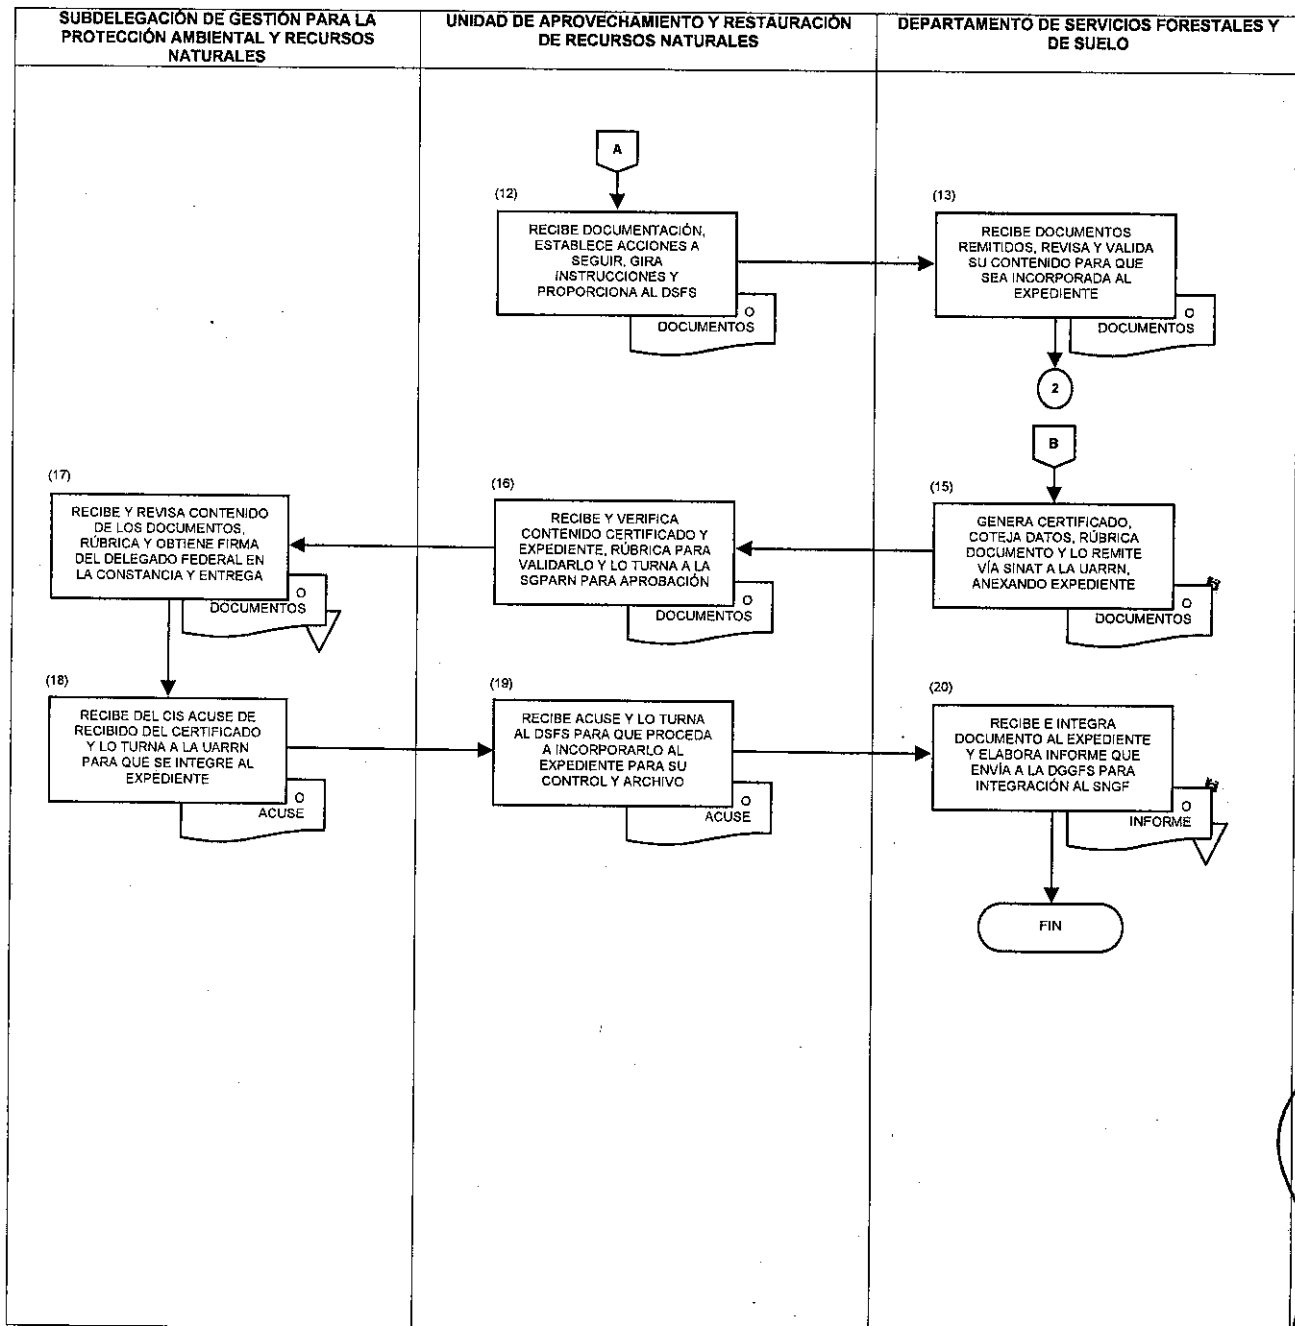 SUBDELEGACIÓN DE GESTIÓN PARA LA
PROTECCIÓN AMBIENTAL Y RECURSOS
NATURALES
UNIDAD DE APROVECHAMIENTO Y RESTAURACIÓN
DE RECURSOS NATURALES
DEPARTAMENTO DE SERVICIOS FORESTALES Y
DE SUELO
A
(12)
RECIBE DOCUMENTACIÓN,
ESTABLECE ACCIONES A
SEGUIR, GIRA
INSTRUCCIONES Y
PROPORCIONA AL DSFS
O
DOCUMENTOS
(13)
RECIBE DOCUMENTOS
REMITIDOS, REVISA Y VALIDA
SU CONTENIDO PARA QUE
SEA INCORPORADA AL
EXPEDIENTE
O
DOCUMENTOS
2
B
(15)
GENERA CERTIFICADO,
COTEJA DATOS, RÚBRICA
DOCUMENTO Y LO REMITE
VÍA SINAT A LA UARRN,
ANEXANDO EXPEDIENTE
O
DOCUMENTOS
(16)
RECIBE Y VERIFICA
CONTENIDO CERTIFICADO Y
EXPEDIENTE, RÚBRICA PARA
VALIDARLO Y LO TURNA A LA
SGPARN PARA APROBACIÓN
O
DOCUMENTOS
(17)
RECIBE Y REVISA CONTENIDO
DE LOS DOCUMENTOS,
RÚBRICA Y OBTIENE FIRMA
DEL DELEGADO FEDERAL EN
LA CONSTANCIA Y ENTREGA
O
DOCUMENTOS
(18)
RECIBE DEL CIS ACUSE DE
RECIBIDO DEL CERTIFICADO
Y LO TURNA A LA UARRN
PARA QUE SE INTEGRE AL
EXPEDIENTE
O
ACUSE
(19)
RECIBE ACUSE Y LO TURNA
AL DSFS PARA QUE PROCEDA
A INCORPORARLO AL
EXPEDIENTE PARA SU
CONTROL Y ARCHIVO
O
ACUSE
(20)
RECIBE E INTEGRA
DOCUMENTO AL EXPEDIENTE
Y ELABORA INFORME QUE
ENVÍA A LA DGGFS PARA
INTEGRACIÓN AL SNGF
O
INFORME
FIN